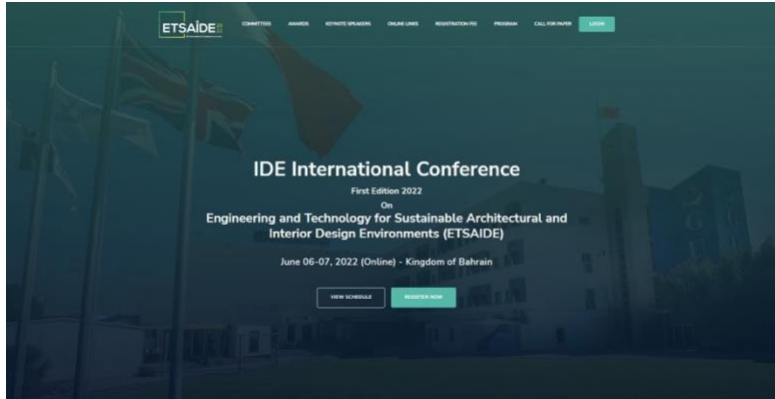 ETSAIDE
COMMITTEES AWARDS KEYNOTE SPEAKERS ONLINE LINKS REGISTRATION FEE PROGRAM CALL FOR PAPER LOGIN
IDE International Conference
First Edition 2022
On
Engineering and Technology for Sustainable Architectural and
Interior Design Environments (ETSAIDE)
June 06-07, 2022 (Online) - Kingdom of Bahrain
VIEW SCHEDULE REGISTER NOW